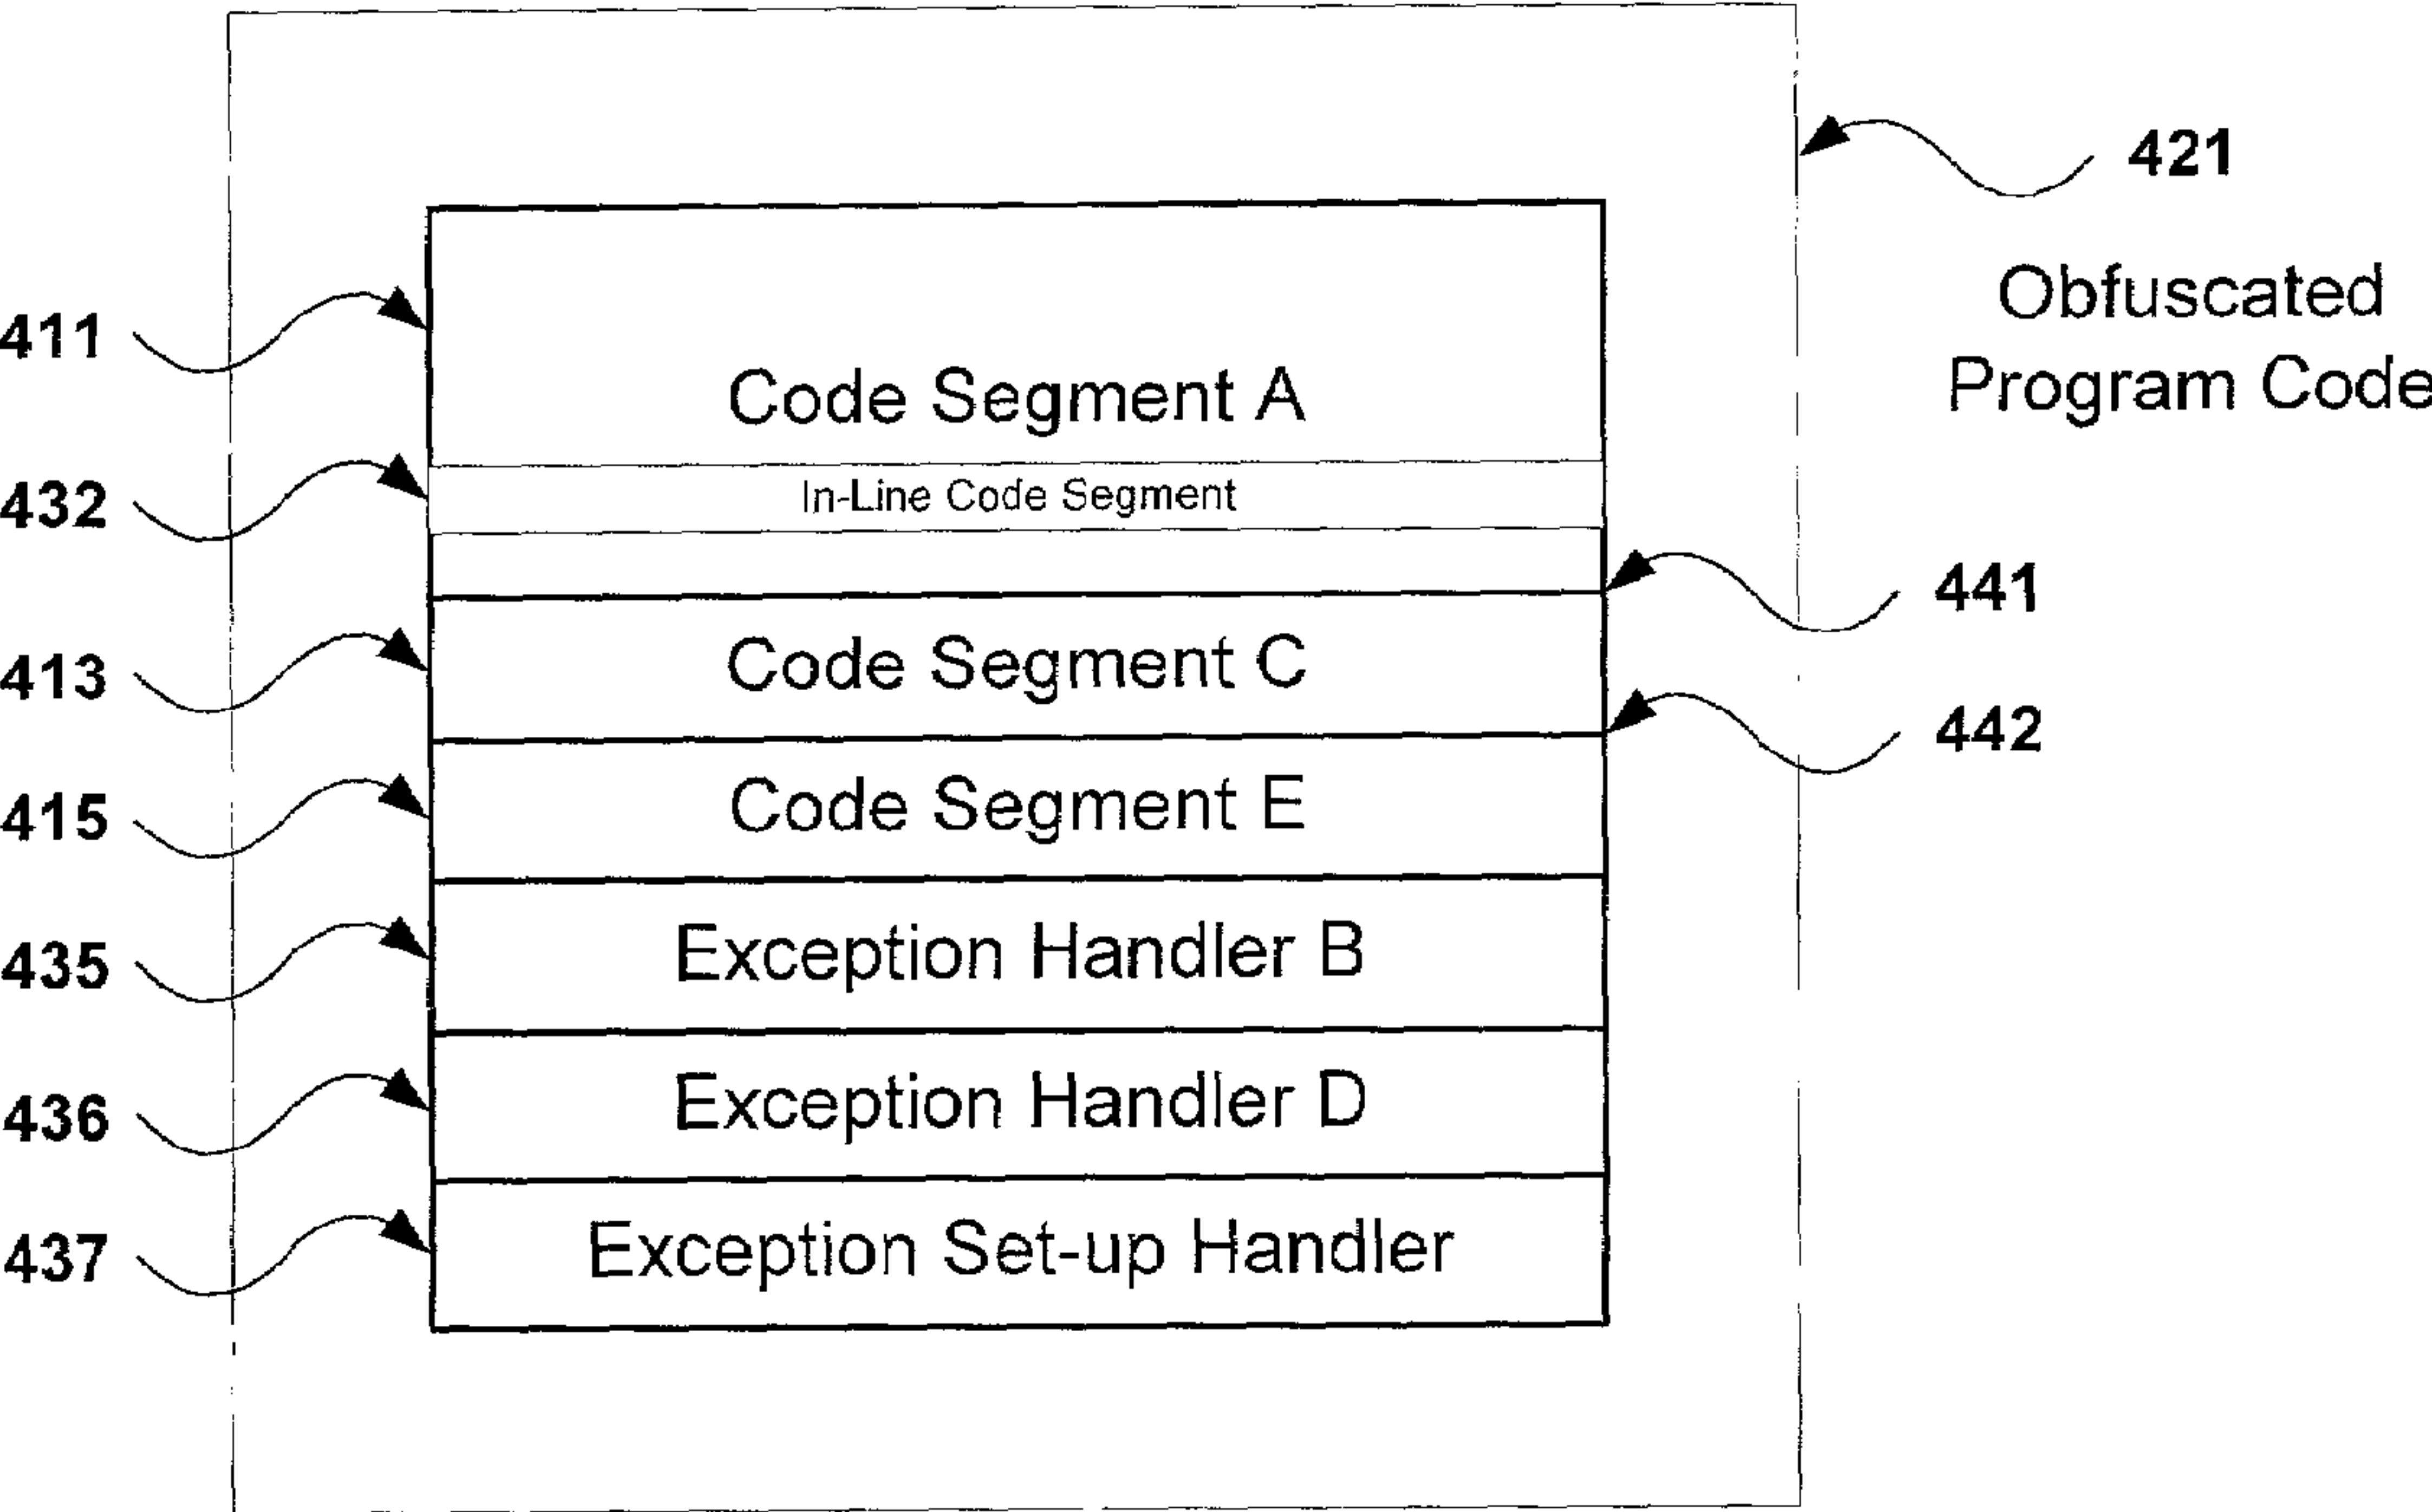 421
Obfuscated
Program Code
411
Code Segment A
432
In-Line Code Segment
441
413
Code Segment C
442
415
Code Segment E
435
Exception Handler B
436
Exception Handler D
437
Exception Set-up Handler